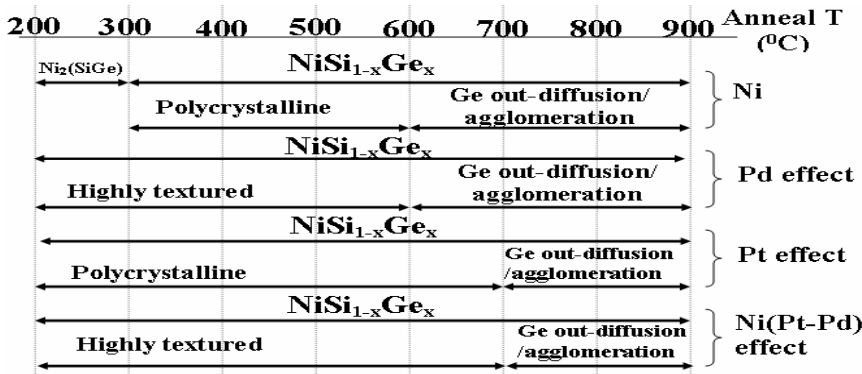 200 300 400 500 600 700 800 900 Anneal T
(⁰C)
Ni₂(SiGe) NiSi₁₋ₓGeₓ
Polycrystalline Ge out-diffusion/
agglomeration
Ni
NiSi₁₋ₓGeₓ
Highly textured Ge out-diffusion/
agglomeration
Pd effect
NiSi₁₋ₓGeₓ
Polycrystalline Ge out-diffusion
/agglomeration
Pt effect
NiSi₁₋ₓGeₓ
Highly textured Ge out-diffusion
/agglomeration
Ni(Pt-Pd)
effect